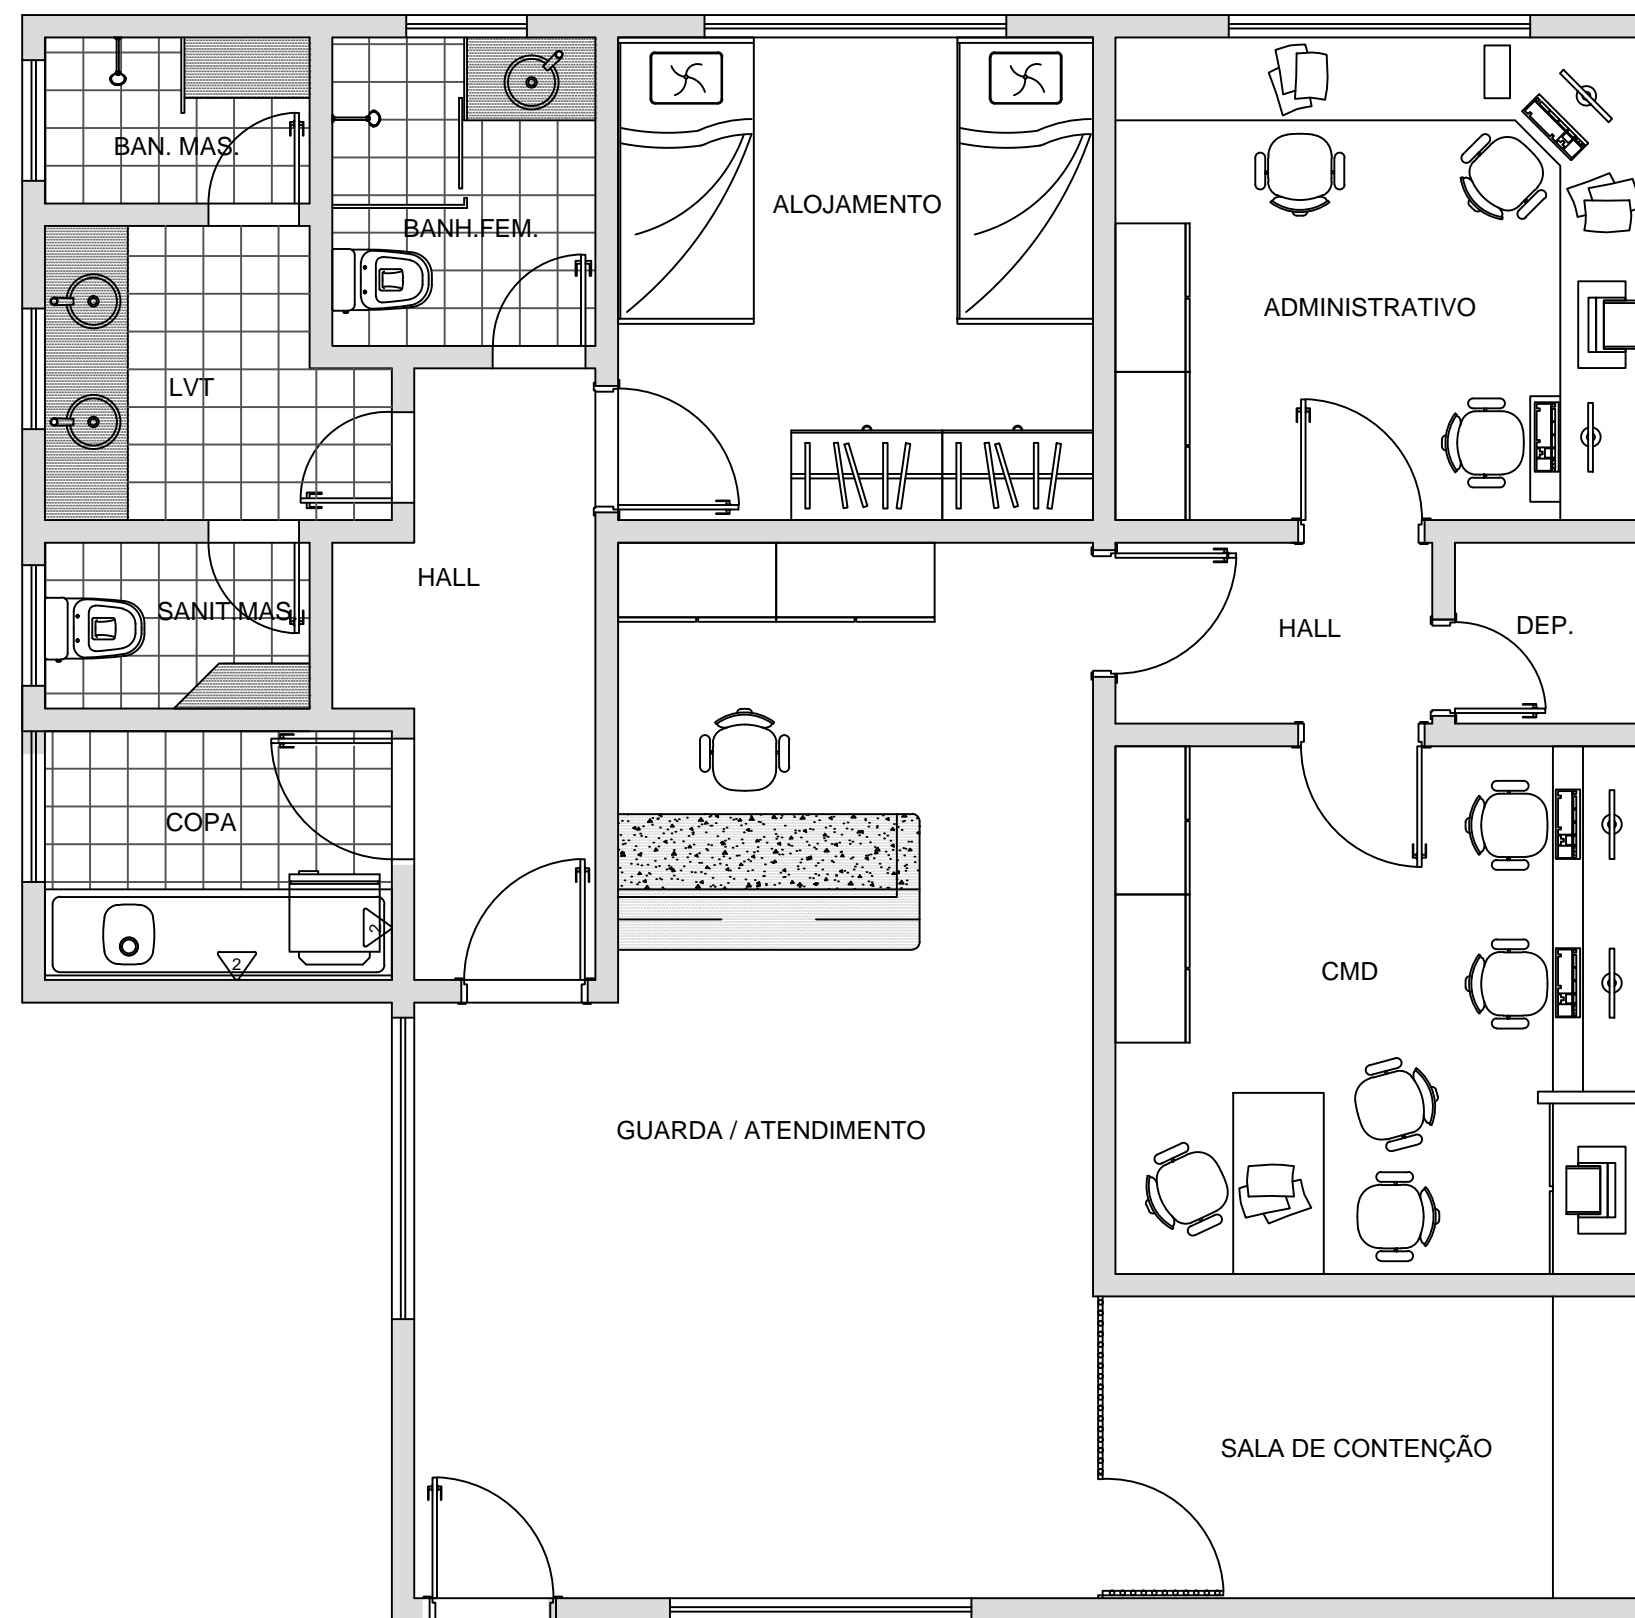 BAN. MAS.
BANH.FEM.
ALOJAMENTO
ADMINISTRATIVO
LVT
HALL
SANIT.MAS.
HALL
DEP.
COPA
2
2
CMD
GUARDA / ATENDIMENTO
SALA DE CONTENÇÃO